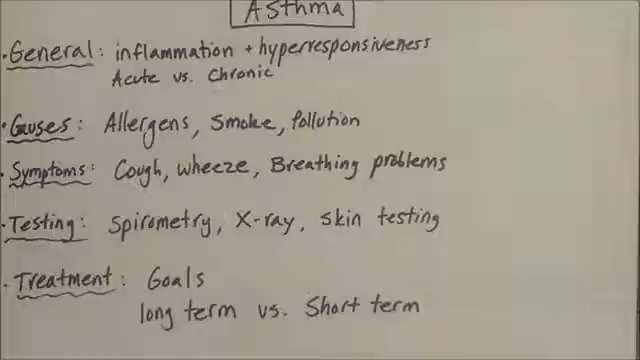 Asthma
• General: inflammation + hyperresponsiveness
Acute vs. Chronic
• Causes: Allergens, Smoke, Pollution
• Symptoms: Cough, wheeze, Breathing problems
• Testing: Spirometry, X-ray, Skin testing
• Treatment: Goals
long term vs. Short term